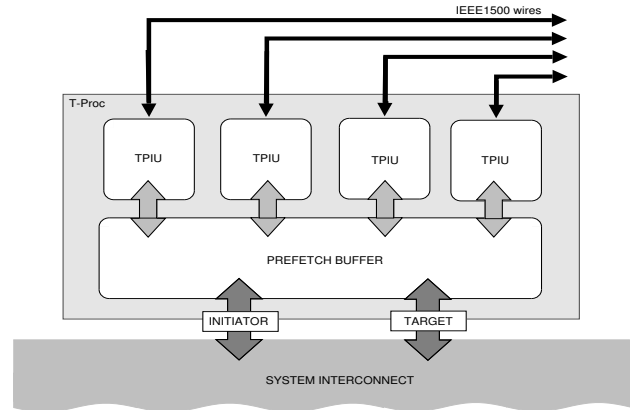 IEEE1500 wires
T-Proc
TPIU
TPIU
TPIU
TPIU
PREFETCH BUFFER
INITIATOR
TARGET
SYSTEM INTERCONNECT